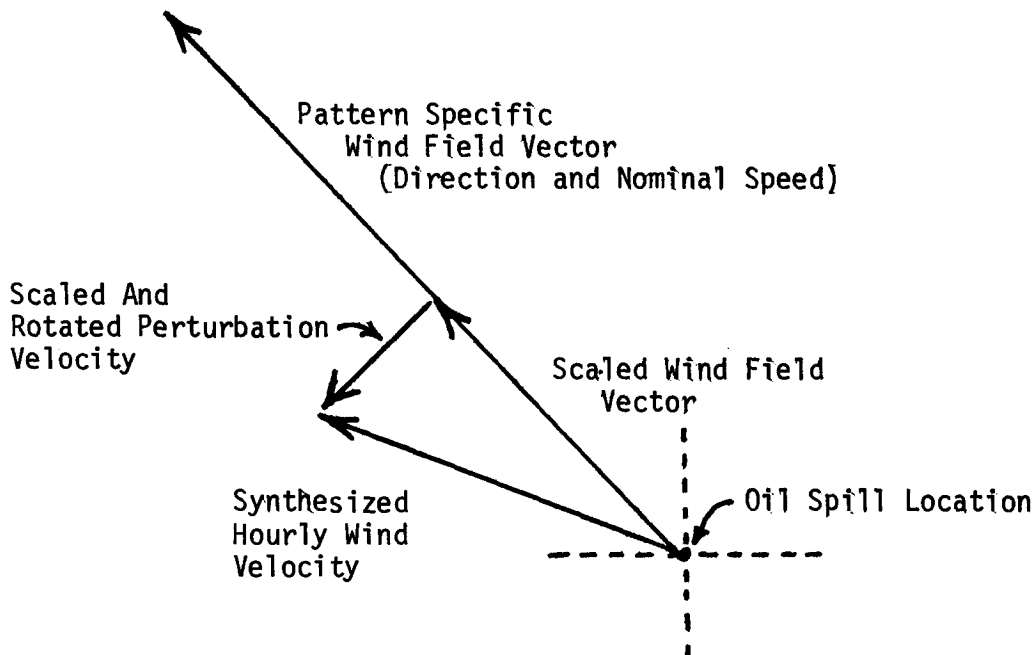 Pattern Specific
Wind Field Vector
(Direction and Nominal Speed)
Scaled And
Rotated Perturbation
Velocity
Scaled Wind Field
Vector
Synthesized
Hourly Wind
Velocity
Oil Spill Location